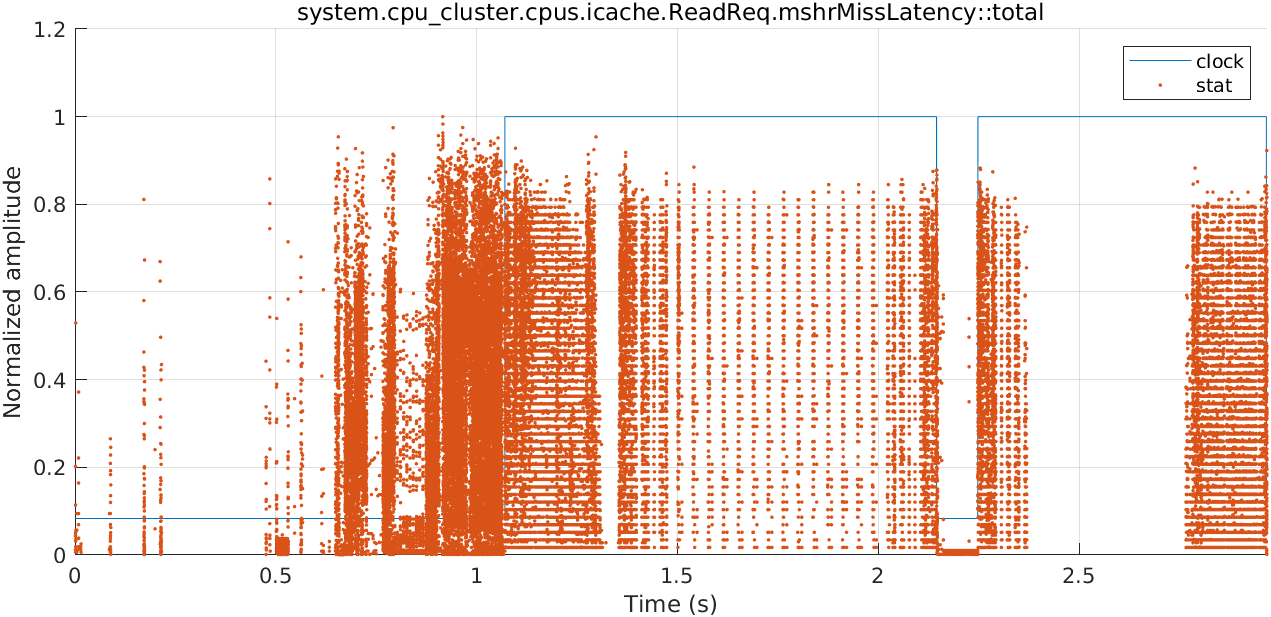 system.cpu_cluster.cpus.icache.ReadReq.mshrMissLatency::total
1.2
1
0.8
0.6
0.4
0.2
0
Normalized amplitude
clock
stat
0 0.5 1 1.5 2 2.5
Time (s)